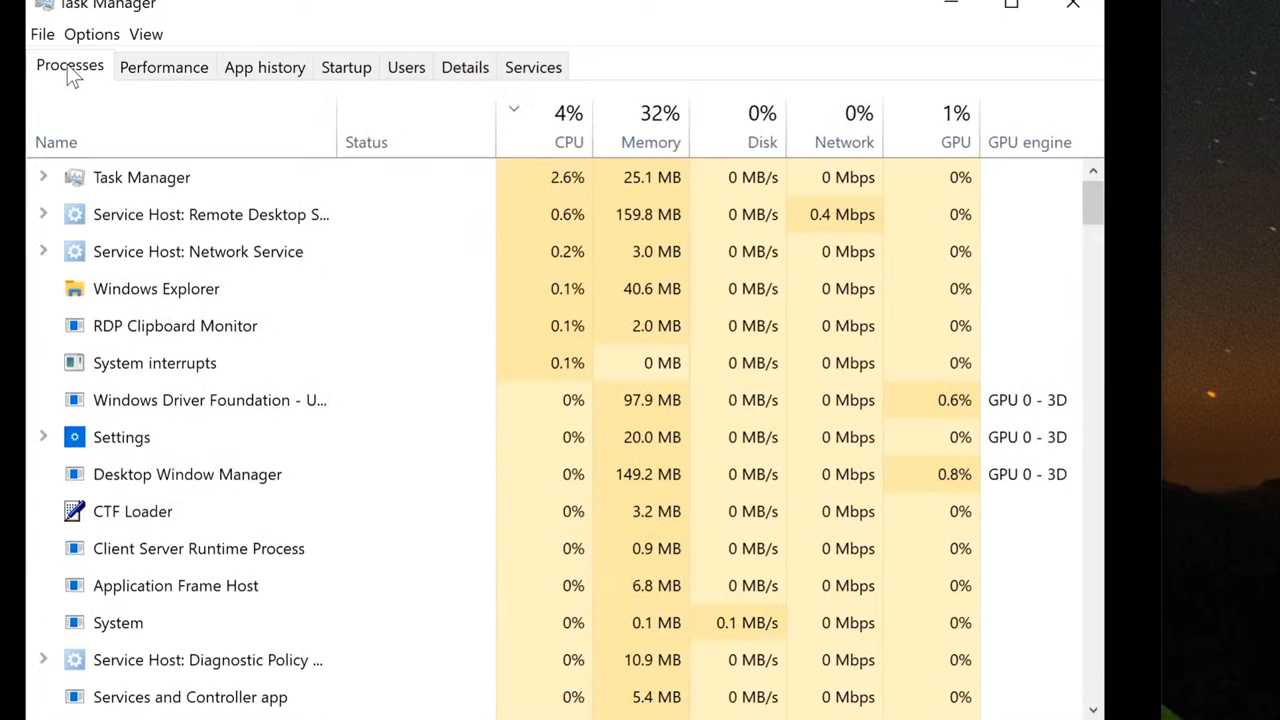 Task Manager
File Options View
Processes Performance App history Startup Users Details Services
4% 32% 0% 0% 1%
Name Status CPU Memory Disk Network GPU GPU engine
Task Manager 2.6% 25.1 MB 0 MB/s 0 Mbps 0%
Service Host: Remote Desktop S... 0.6% 159.8 MB 0 MB/s 0.4 Mbps 0%
Service Host: Network Service 0.2% 3.0 MB 0 MB/s 0 Mbps 0%
Windows Explorer 0.1% 40.6 MB 0 MB/s 0 Mbps 0%
RDP Clipboard Monitor 0.1% 2.0 MB 0 MB/s 0 Mbps 0%
System interrupts 0.1% 0 MB 0 MB/s 0 Mbps 0%
Windows Driver Foundation - U... 0% 97.9 MB 0 MB/s 0 Mbps 0.6% GPU 0 - 3D
Settings 0% 20.0 MB 0 MB/s 0 Mbps 0% GPU 0 - 3D
Desktop Window Manager 0% 149.2 MB 0 MB/s 0 Mbps 0.8% GPU 0 - 3D
CTF Loader 0% 3.2 MB 0 MB/s 0 Mbps 0%
Client Server Runtime Process 0% 0.9 MB 0 MB/s 0 Mbps 0%
Application Frame Host 0% 6.8 MB 0 MB/s 0 Mbps 0%
System 0% 0.1 MB 0.1 MB/s 0 Mbps 0%
Service Host: Diagnostic Policy ... 0% 10.9 MB 0 MB/s 0 Mbps 0%
Services and Controller app 0% 5.4 MB 0 MB/s 0 Mbps 0%